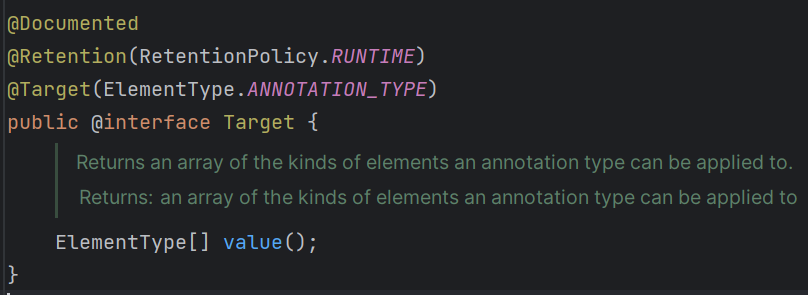 @Documented
@Retention(RetentionPolicy.RUNTIME)
@Target(ElementType.ANNOTATION_TYPE)
public @interface Target {
Returns an array of the kinds of elements an annotation type can be applied to.
Returns: an array of the kinds of elements an annotation type can be applied to
ElementType[] value();
}